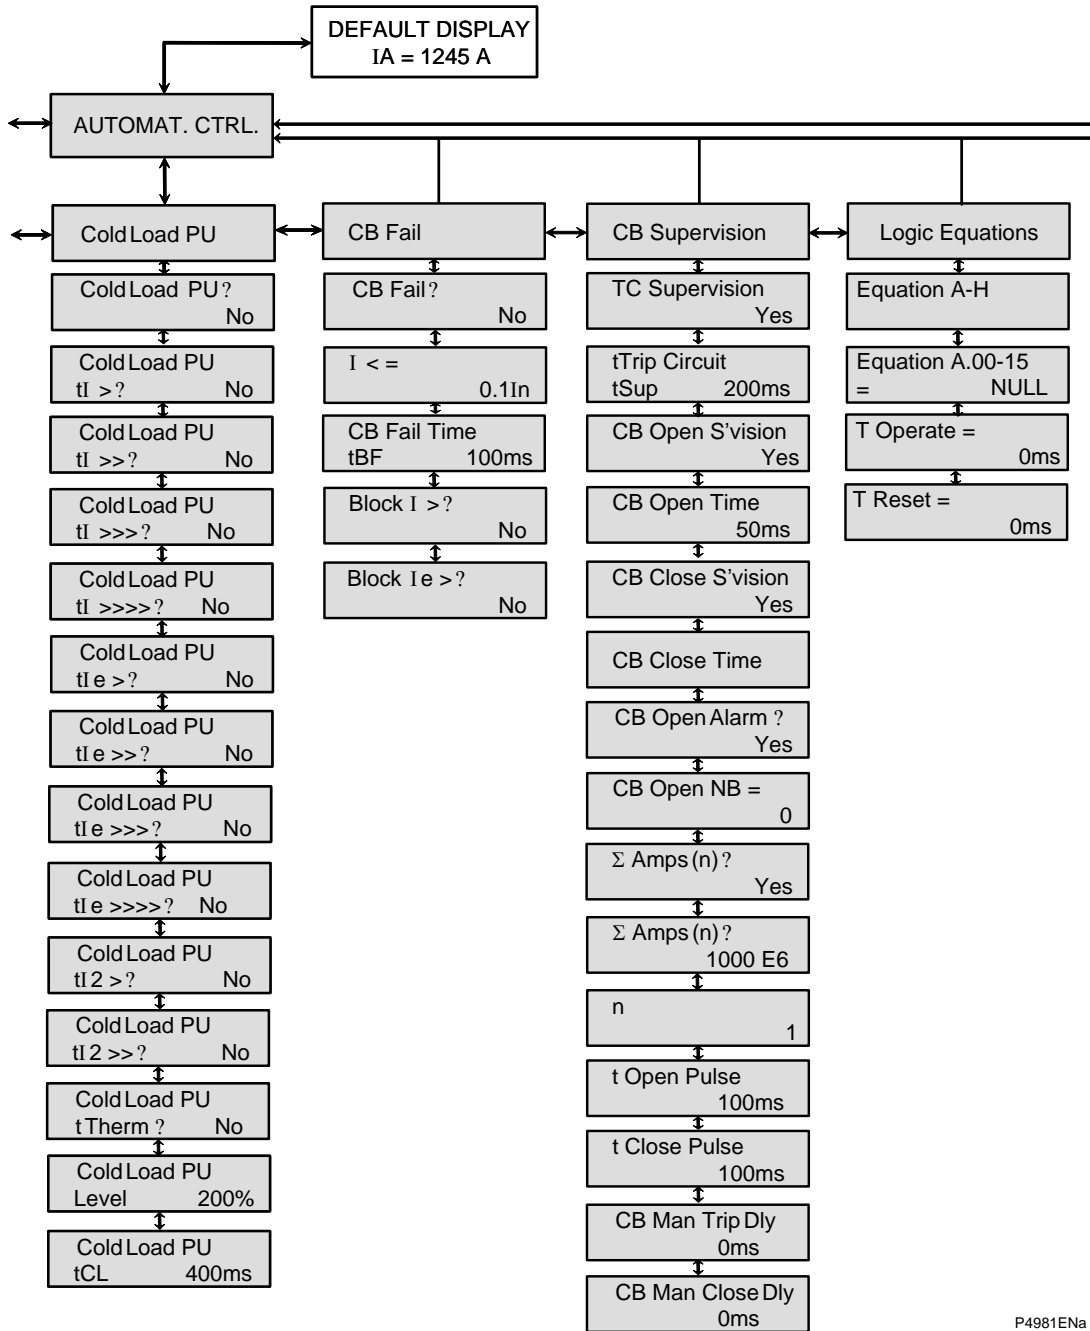 DEFAULT DISPLAY
IA = 1245 A
AUTOMAT. CTRL.
Cold Load PU
Cold Load PU ?
No
Cold Load PU
tI > ? No
Cold Load PU
tI >> ? No
Cold Load PU
tI >>> ? No
Cold Load PU
tI >>>> ? No
Cold Load PU
tIe > ? No
Cold Load PU
tIe >> ? No
Cold Load PU
tIe >>> ? No
Cold Load PU
tIe >>>> ? No
Cold Load PU
tI2 > ? No
Cold Load PU
tI2 >> ? No
Cold Load PU
t Therm ? No
Cold Load PU
Level 200%
Cold Load PU
tCL 400ms
CB Fail
CB Fail ?
No
I < =
0.1In
CB Fail Time
tBF 100ms
Block I > ?
No
Block Ie > ?
No
CB Supervision
TC Supervision
Yes
tTrip Circuit
tSup 200ms
CB Open S'vision
Yes
CB Open Time
50ms
CB Close S'vision
Yes
CB Close Time
CB Open Alarm ?
Yes
CB Open NB =
0
Σ Amps (n) ?
Yes
Σ Amps (n) ?
1000 E6
n
1
t Open Pulse
100ms
t Close Pulse
100ms
CB Man Trip Dly
0ms
CB Man Close Dly
0ms
Logic Equations
Equation A-H
Equation A.00-15
= NULL
T Operate =
0ms
T Reset =
0ms
P4981ENa